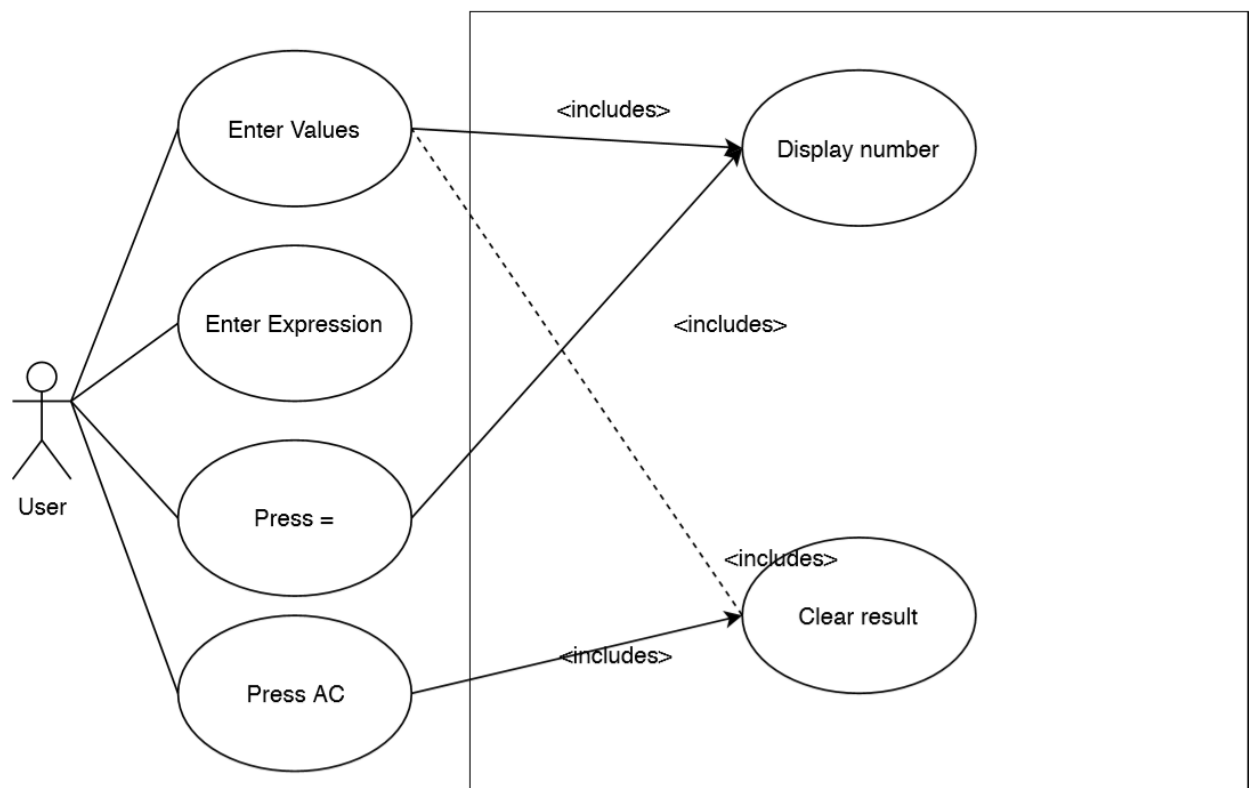 Enter Values
<includes>
Display number
Enter Expression
<includes>
Press =
User
<includes>
Clear result
<includes>
Press AC